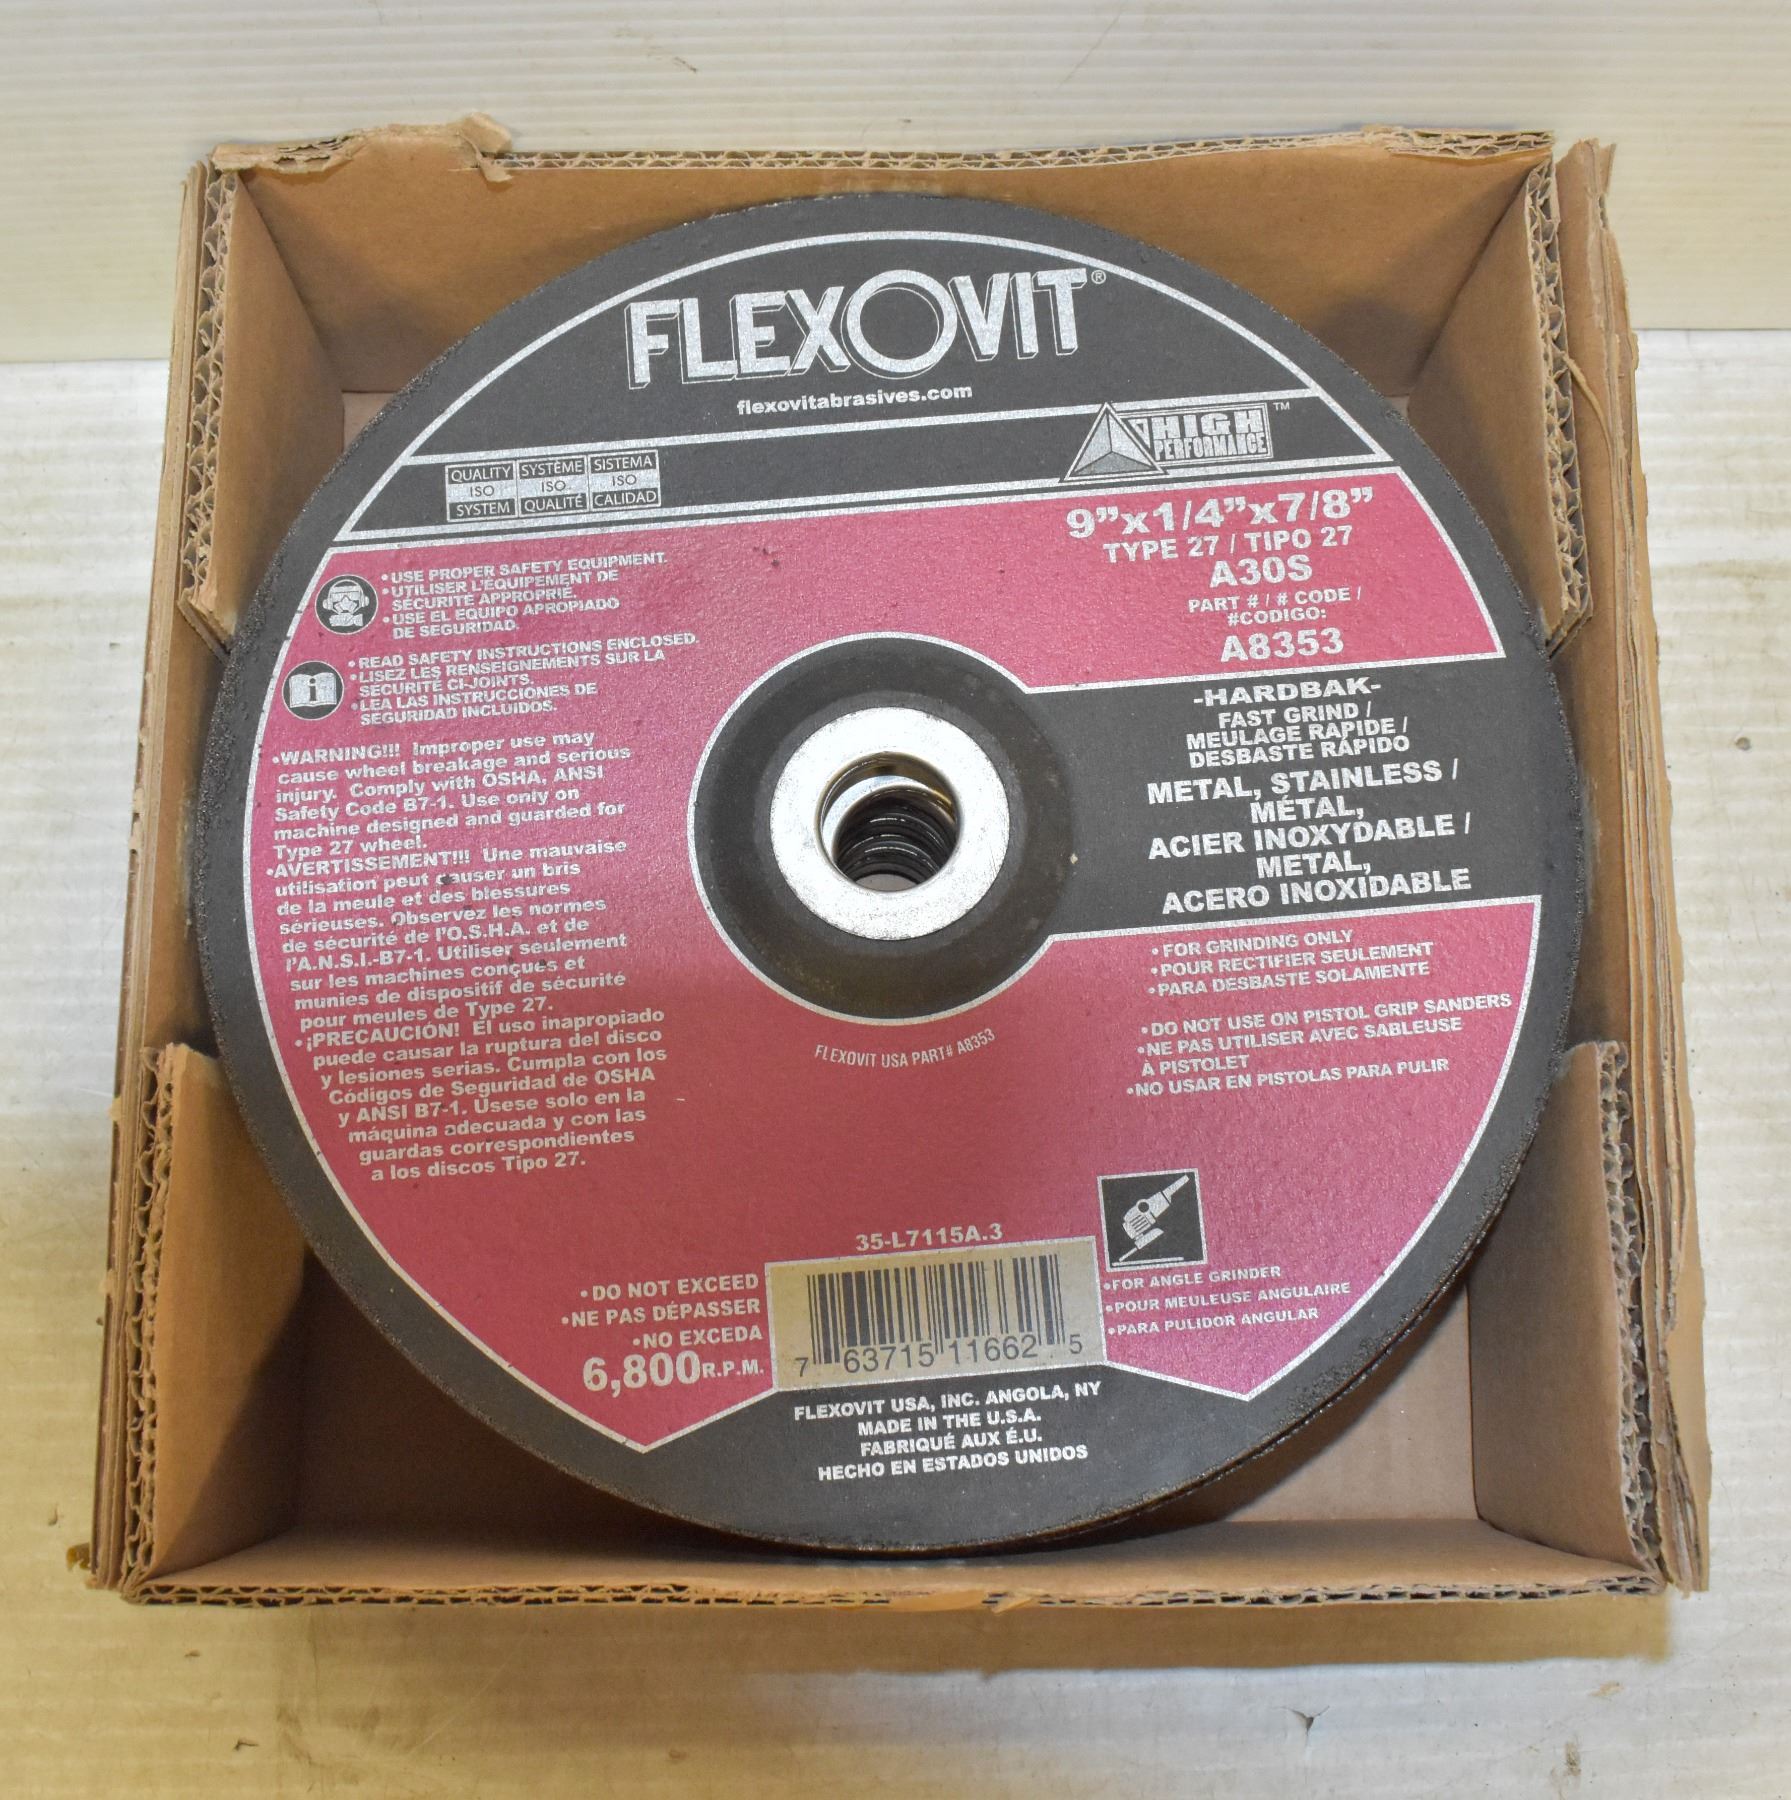 FLEXOVIT®
flexovitabrasives.com
HIGH PERFORMANCE™
QUALITY ISO SYSTEM
SYSTÈME ISO QUALITÉ
SISTEMA ISO CALIDAD
9”x1/4”x7/8”
TYPE 27 / TIPO 27
A30S
PART # / # CODE /
#CODIGO:
A8353
•USE PROPER SAFETY EQUIPMENT.
•UTILISER L'ÉQUIPEMENT DE
SÉCURITÉ APPROPRIÉ.
•USE EL EQUIPO APROPIADO
DE SEGURIDAD.
•READ SAFETY INSTRUCTIONS ENCLOSED.
•LISEZ LES RENSEIGNEMENTS SUR LA
SECURITÉ CI-JOINTS.
•LEA LAS INSTRUCCIONES DE
SEGURIDAD INCLUIDOS.
•WARNING!!! Improper use may
cause wheel breakage and serious
injury. Comply with OSHA, ANSI
Safety Code B7-1. Use only on
machine designed and guarded for
Type 27 wheel.
•AVERTISSEMENT!!! Une mauvaise
utilisation peut causer un bris
de la meule et des blessures
sérieuses. Observez les normes
de sécurité de l'O.S.H.A. et de
l'A.N.S.I.-B7-1. Utiliser seulement
sur les machines conçues et
munies de dispositif de sécurité
pour meules de Type 27.
•¡PRECAUCIÓN! El uso inapropiado
puede causar la ruptura del disco
y lesiones serias. Cumpla con los
Códigos de Seguridad de OSHA
y ANSI B7-1. Usese solo en la
máquina adecuada y con las
guardas correspondientes
a los discos Tipo 27.
-HARDBAK-
FAST GRIND /
MEULAGE RAPIDE /
DESBASTE RÁPIDO
METAL, STAINLESS /
MÉTAL,
ACIER INOXYDABLE /
METAL,
ACERO INOXIDABLE
•FOR GRINDING ONLY
•POUR RECTIFIER SEULEMENT
•PARA DESBASTE SOLAMENTE
•DO NOT USE ON PISTOL GRIP SANDERS
•NE PAS UTILISER AVEC SABLEUSE
À PISTOLET
•NO USAR EN PISTOLAS PARA PULIR
FLEXOVIT USA PART# A8353
35-L7115A.3
•DO NOT EXCEED
•NE PAS DÉPASSER
•NO EXCEDA
6,800R.P.M.
7 63715 11662 5
•FOR ANGLE GRINDER
•POUR MEULEUSE ANGULAIRE
•PARA PULIDOR ANGULAR
FLEXOVIT USA, INC. ANGOLA, NY
MADE IN THE U.S.A.
FABRIQUÉ AUX É.U.
HECHO EN ESTADOS UNIDOS